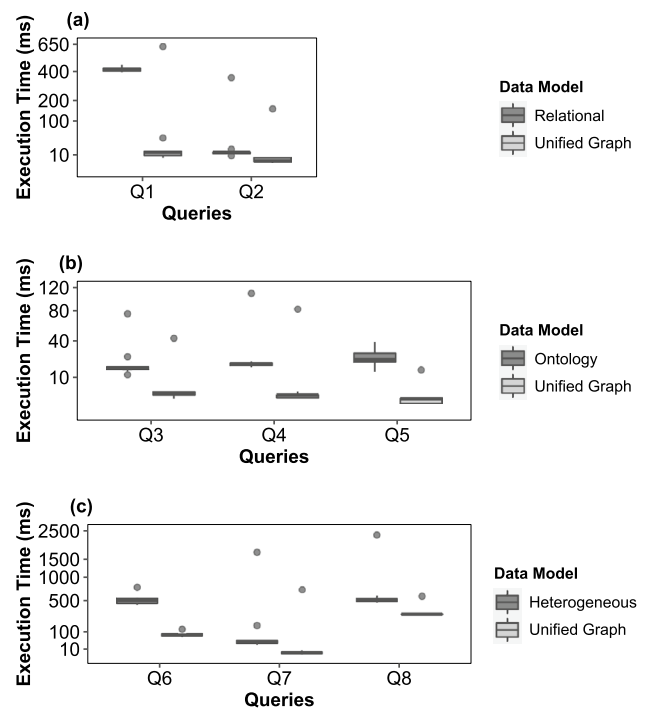 (a)
Execution Time (ms)
650
400
200
100
10
Q1 Q2
Queries
Data Model
Relational
Unified Graph
(b)
Execution Time (ms)
120
80
40
10
Q3 Q4 Q5
Queries
Data Model
Ontology
Unified Graph
(c)
Execution Time (ms)
2500
1500
1000
500
100
10
Q6 Q7 Q8
Queries
Data Model
Heterogeneous
Unified Graph